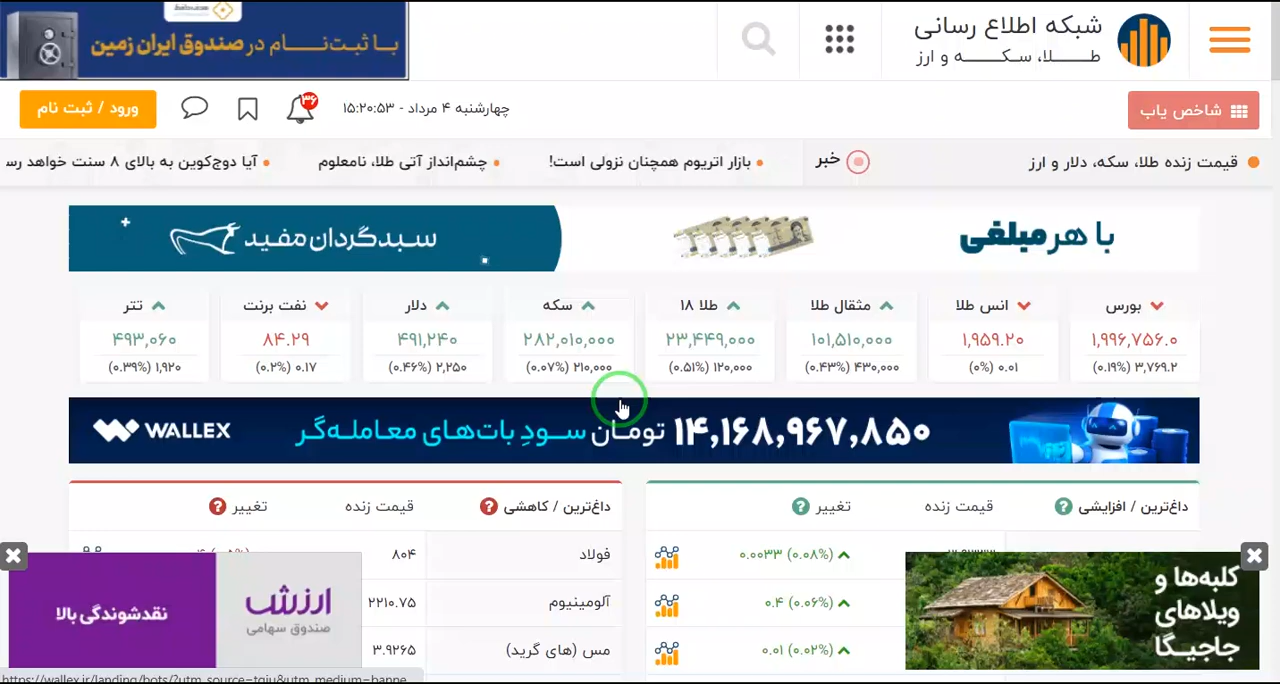 شبکه اطلاع رسانی
طـــلا، سـکــــه و ارز
با ثبت‌نــــام در صندوق ایران زمین
شاخص یاب
چهارشنبه ۴ مرداد - ۱۵:۲۰:۵۳
۳۶
ورود / ثبت نام
قیمت زنده طلا، سکه، دلار و ارز
خبر
بازار اتریوم همچنان نزولی است!
چشم‌انداز آتی طلا، نامعلوم
آیا دوج‌کوین به بالای ۸ سنت خواهد رس
با هر مبلغی
سبدگردان مفید
بورس
۱,۹۹۶,۷۵۶.۰
(۰.۱۹%) ۳,۷۶۹.۲
انس طلا
۱,۹۵۹.۲۰
(۰%) ۰.۰۱
مثقال طلا
۱۰۱,۵۱۰,۰۰۰
(۰.۴۳%) ۴۳۰,۰۰۰
طلا ۱۸
۲۳,۴۴۹,۰۰۰
(۰.۵۱%) ۱۲۰,۰۰۰
سکه
۲۸۲,۰۱۰,۰۰۰
(۰.۰۷%) ۲۱۰,۰۰۰
دلار
۴۹۱,۲۴۰
(۰.۴۶%) ۲,۲۵۰
نفت برنت
۸۴.۲۹
(۰.۲%) ۰.۱۷
تتر
۴۹۳,۰۶۰
(۰.۳۹%) ۱,۹۲۰
۱۴,۱۶۸,۹۶۷,۸۵۰ تومـان سـودِ بات‌های معاملـه‌گـر
WALLEX
داغ‌ترین / افزایشی
قیمت زنده
تغییر
۰.۰۰۳۳ (۰.۰۸%)
۰.۴ (۰.۰۶%)
۰.۰۱ (۰.۰۲%)
داغ‌ترین / کاهشی
قیمت زنده
تغییر
فولاد
۸۰۴
آلومینیوم
۲۲۱۰.۷۵
مس (های گرید)
۳.۹۲۶۵
کلبه‌ها و
ویلاهای
جاجیـگا
ارزش
صندوق سهامی
نقدشوندگی بالا
https://wallex.ir/landing/bots/?utm_source=tgju&utm_medium=banne